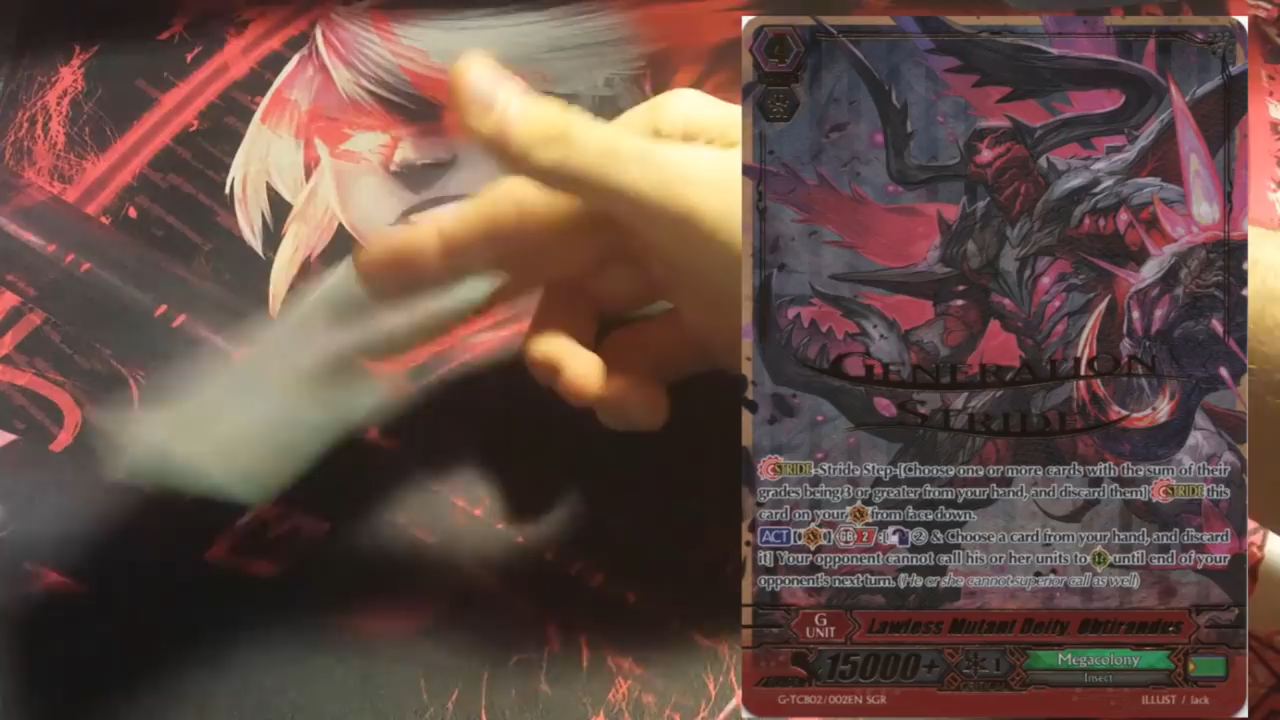 4
GENERATION
STRIDE
STRIDE-Stride Step-[Choose one or more cards with the sum of their
grades being 3 or greater from your hand, and discard them] STRIDE this
card on your from face down.
ACT GB 2 2 & Choose a card from your hand, and discard
it] Your opponent cannot call his or her units to R until end of your
opponent's next turn. (He or she cannot superior call as well)
G
UNIT
Lawless Mutant Deity, Obtirandus
15000+
1
CRITICAL
Megacolony
Insect
G-TCB02/002EN SGR
ILLUST / lack